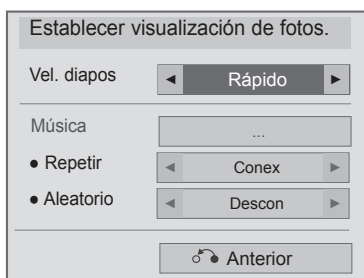 Establecer visualización de fotos.
Vel. diapos ◄ Rápido ►
Música ...
● Repetir ◄ Conex ►
● Aleatorio ◄ Descon ►
Anterior